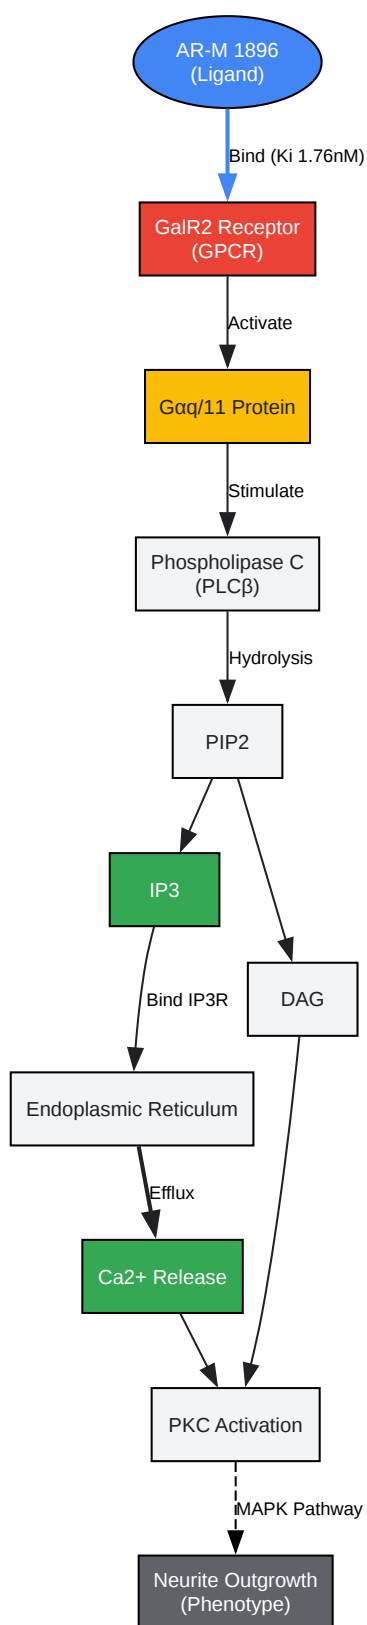 AR-M 1896
(Ligand)
Bind (Ki 1.76nM)
GalR2 Receptor
(GPCR)
Activate
Gαq/11 Protein
Stimulate
Phospholipase C
(PLCβ)
Hydrolysis
PIP2
IP3
DAG
Bind IP3R
Endoplasmic Reticulum
Efflux
Ca2+ Release
PKC Activation
MAPK Pathway
Neurite Outgrowth
(Phenotype)